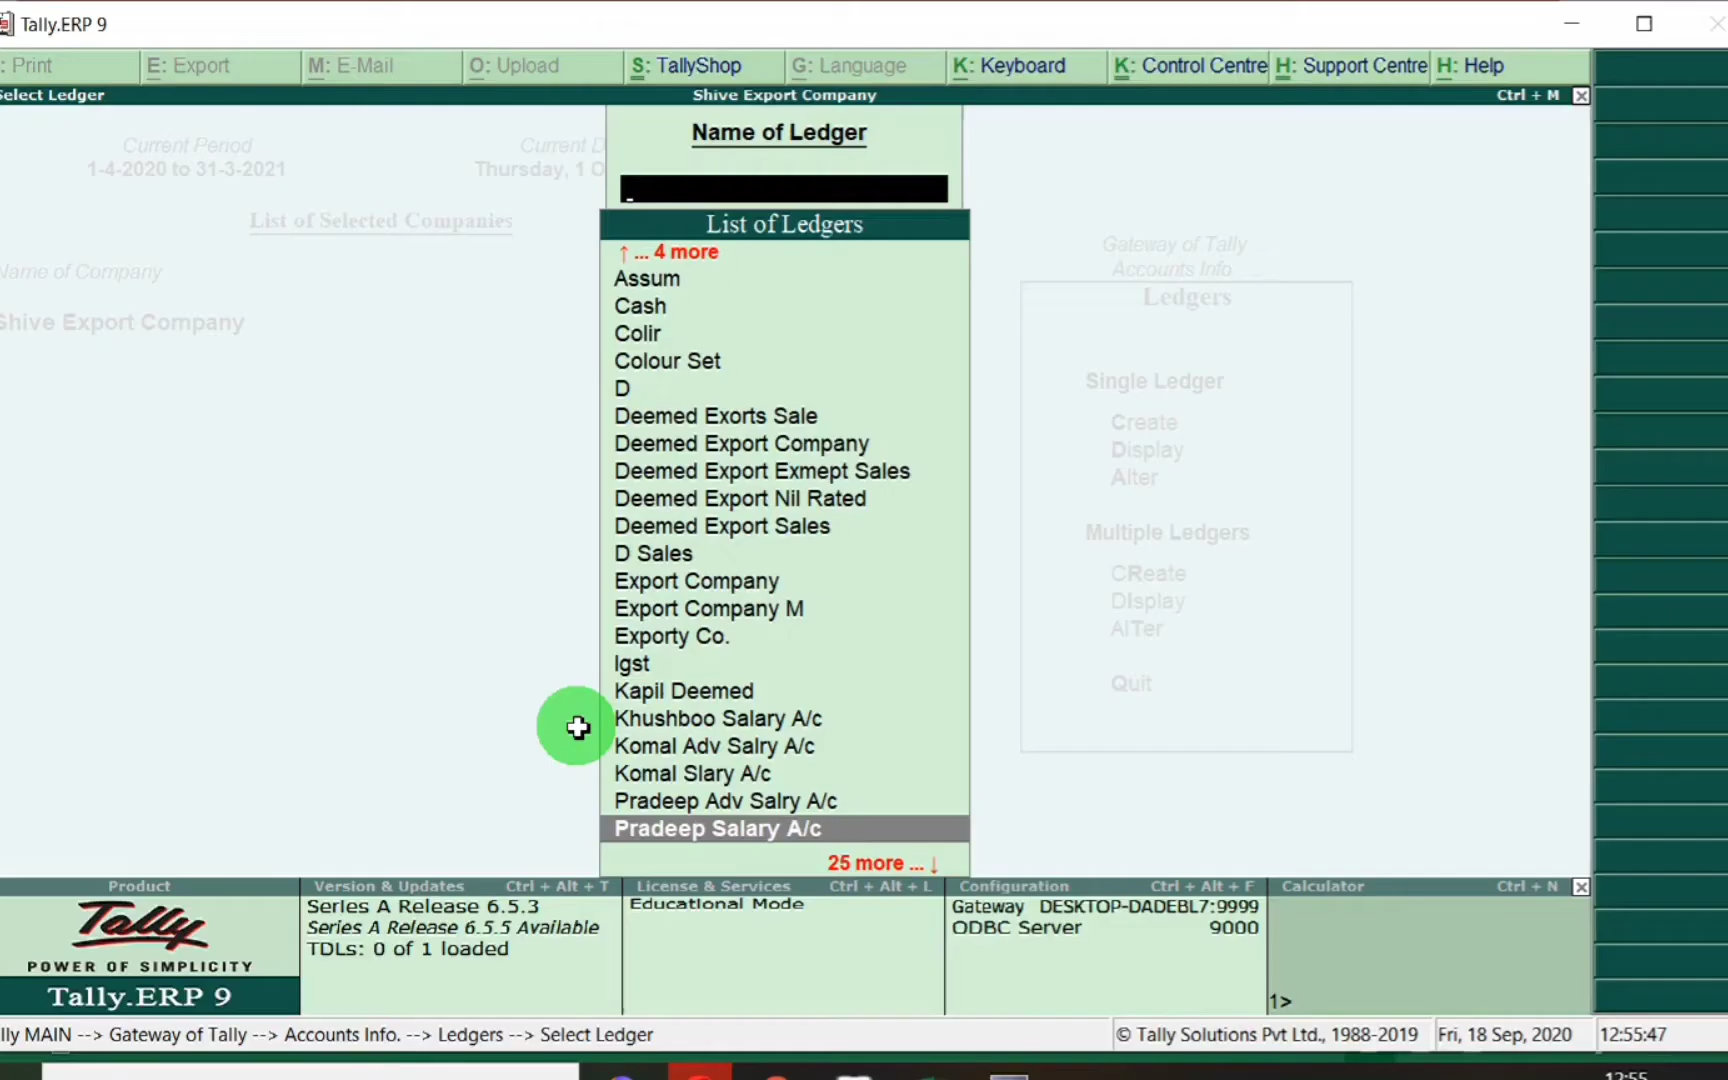 Tally.ERP 9
: Print
E: Export
M: E-Mail
O: Upload
S: TallyShop
G: Language
K: Keyboard
K: Control Centre
H: Support Centre
H: Help
Select Ledger
Shive Export Company
Ctrl + M
Current Period
1-4-2020 to 31-3-2021
Current D
Thursday, 1 O
List of Selected Companies
Name of Company
Shive Export Company
Name of Ledger
List of Ledgers
↑ ... 4 more
Assum
Cash
Colir
Colour Set
D
Deemed Exorts Sale
Deemed Export Company
Deemed Export Exmept Sales
Deemed Export Nil Rated
Deemed Export Sales
D Sales
Export Company
Export Company M
Exporty Co.
Igst
Kapil Deemed
Khushboo Salary A/c
Komal Adv Salry A/c
Komal Slary A/c
Pradeep Adv Salry A/c
Pradeep Salary A/c
25 more ... ↓
Gateway of Tally ...
Accounts Info. ...
Ledgers
Single Ledger
Create
Display
Alter
Multiple Ledgers
CReate
DIsplay
AlTer
Quit
Product
Tally
POWER OF SIMPLICITY
Tally.ERP 9
Version & Updates Ctrl + Alt + T
Series A Release 6.5.3
Series A Release 6.5.5 Available
TDLs: 0 of 1 loaded
License & Services Ctrl + Alt + L
Educational Mode
Configuration Ctrl + Alt + F
Gateway DESKTOP-DADEBL7:9999
ODBC Server 9000
Calculator Ctrl + N
1>
lly MAIN --> Gateway of Tally --> Accounts Info. --> Ledgers --> Select Ledger
© Tally Solutions Pvt Ltd., 1988-2019
Fri, 18 Sep, 2020
12:55:47
12:55